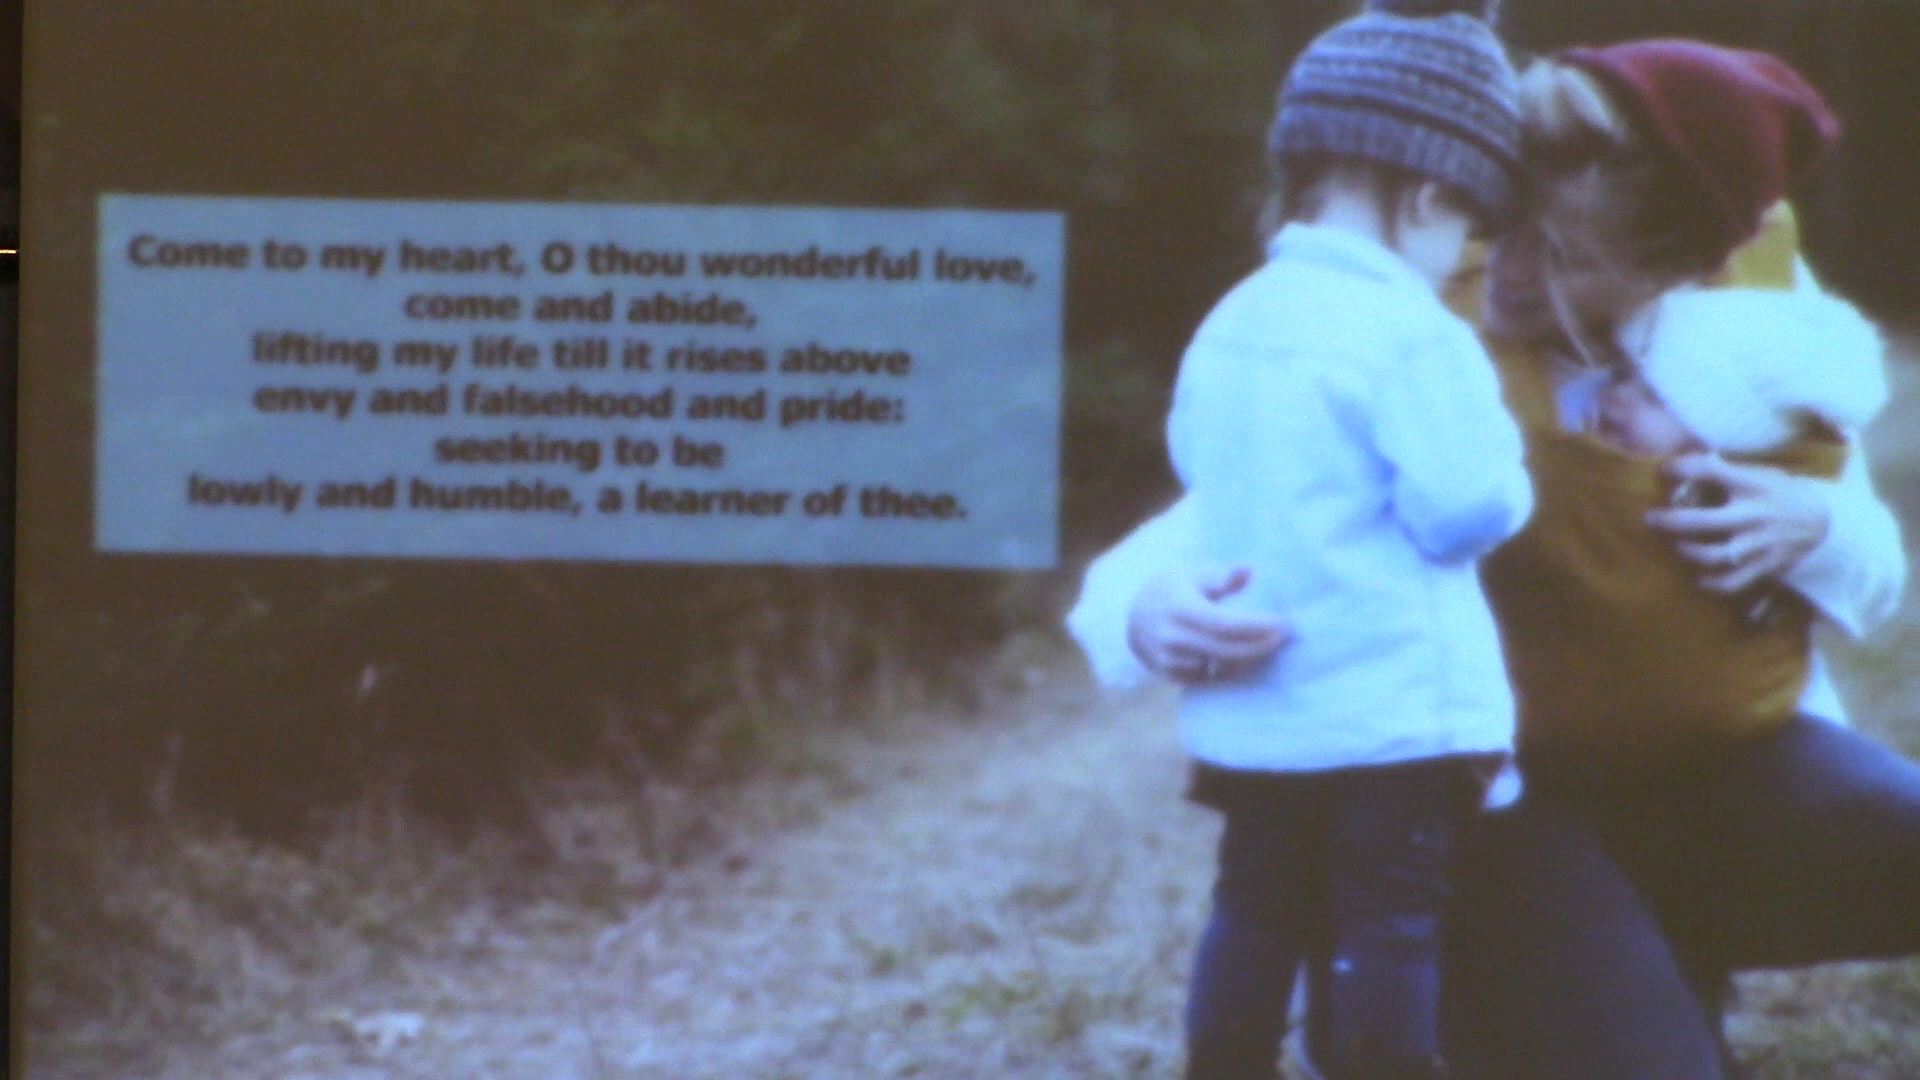 Come to my heart, O thou wonderful love,
come and abide,
lifting my life till it rises above
envy and falsehood and pride:
seeking to be
lowly and humble, a learner of thee.